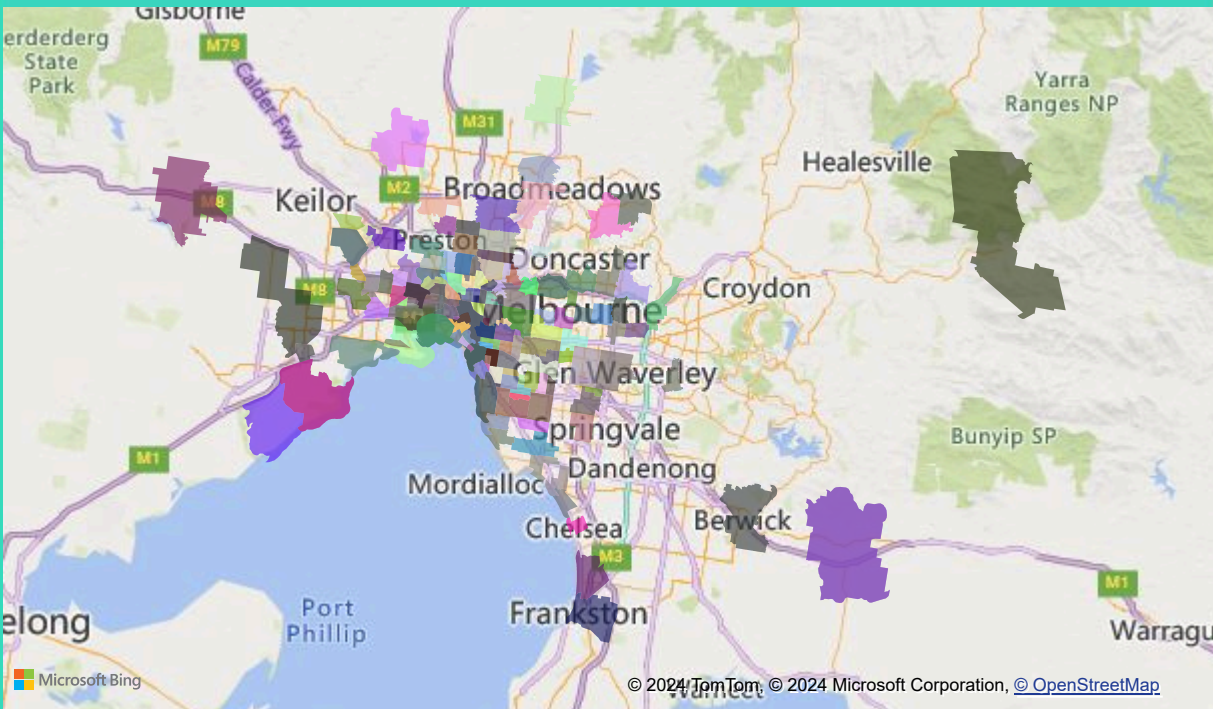 Gisborne
erderderg
State
Park
M79
Calder Fwy
M31
Yarra
Ranges NP
Healesville
M8
Keilor
M2
Broadmeadows
Preston
Doncaster
M8
Melbourne
Croydon
Glen Waverley
Springvale
Bunyip SP
M1
Mordialloc
Dandenong
Chelsea
Berwick
M3
M1
Port
Phillip
Frankston
elong
Warragu
Microsoft Bing
Warneet
© 2024 TomTom, © 2024 Microsoft Corporation, © OpenStreetMap